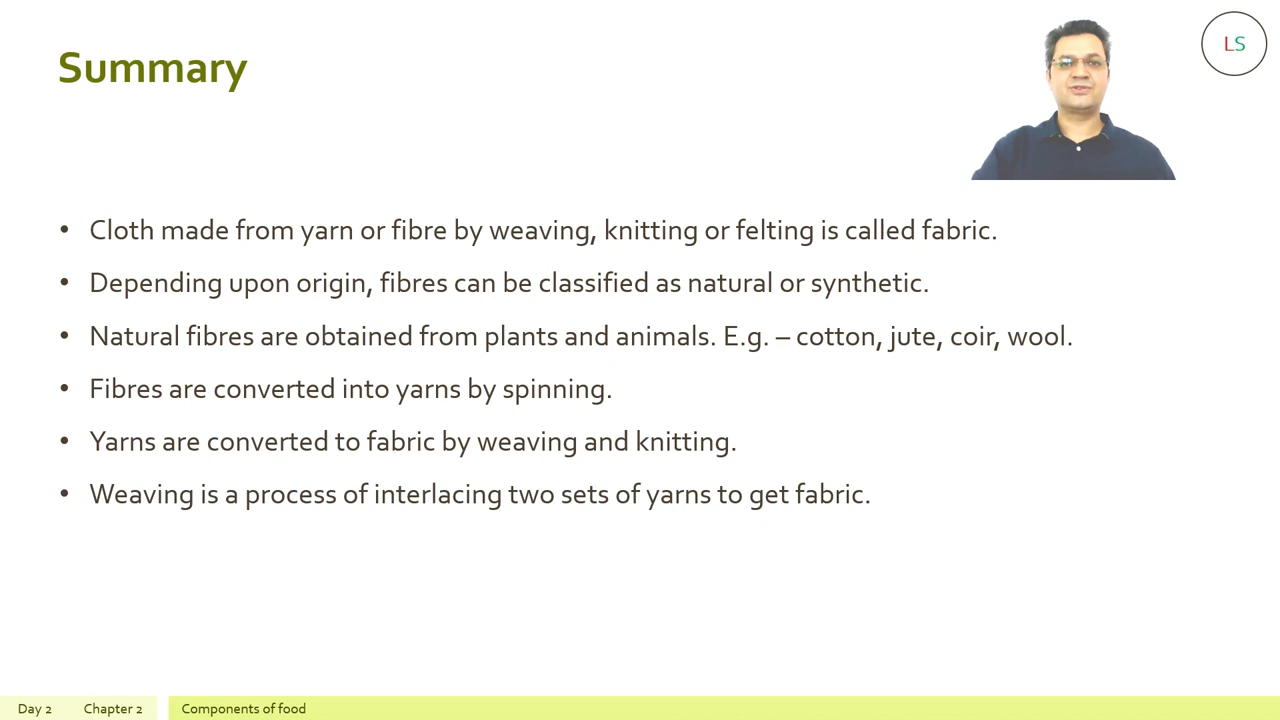 Summary
LS
• Cloth made from yarn or fibre by weaving, knitting or felting is called fabric.
• Depending upon origin, fibres can be classified as natural or synthetic.
• Natural fibres are obtained from plants and animals. E.g. – cotton, jute, coir, wool.
• Fibres are converted into yarns by spinning.
• Yarns are converted to fabric by weaving and knitting.
• Weaving is a process of interlacing two sets of yarns to get fabric.
Day 2 Chapter 2 Components of food